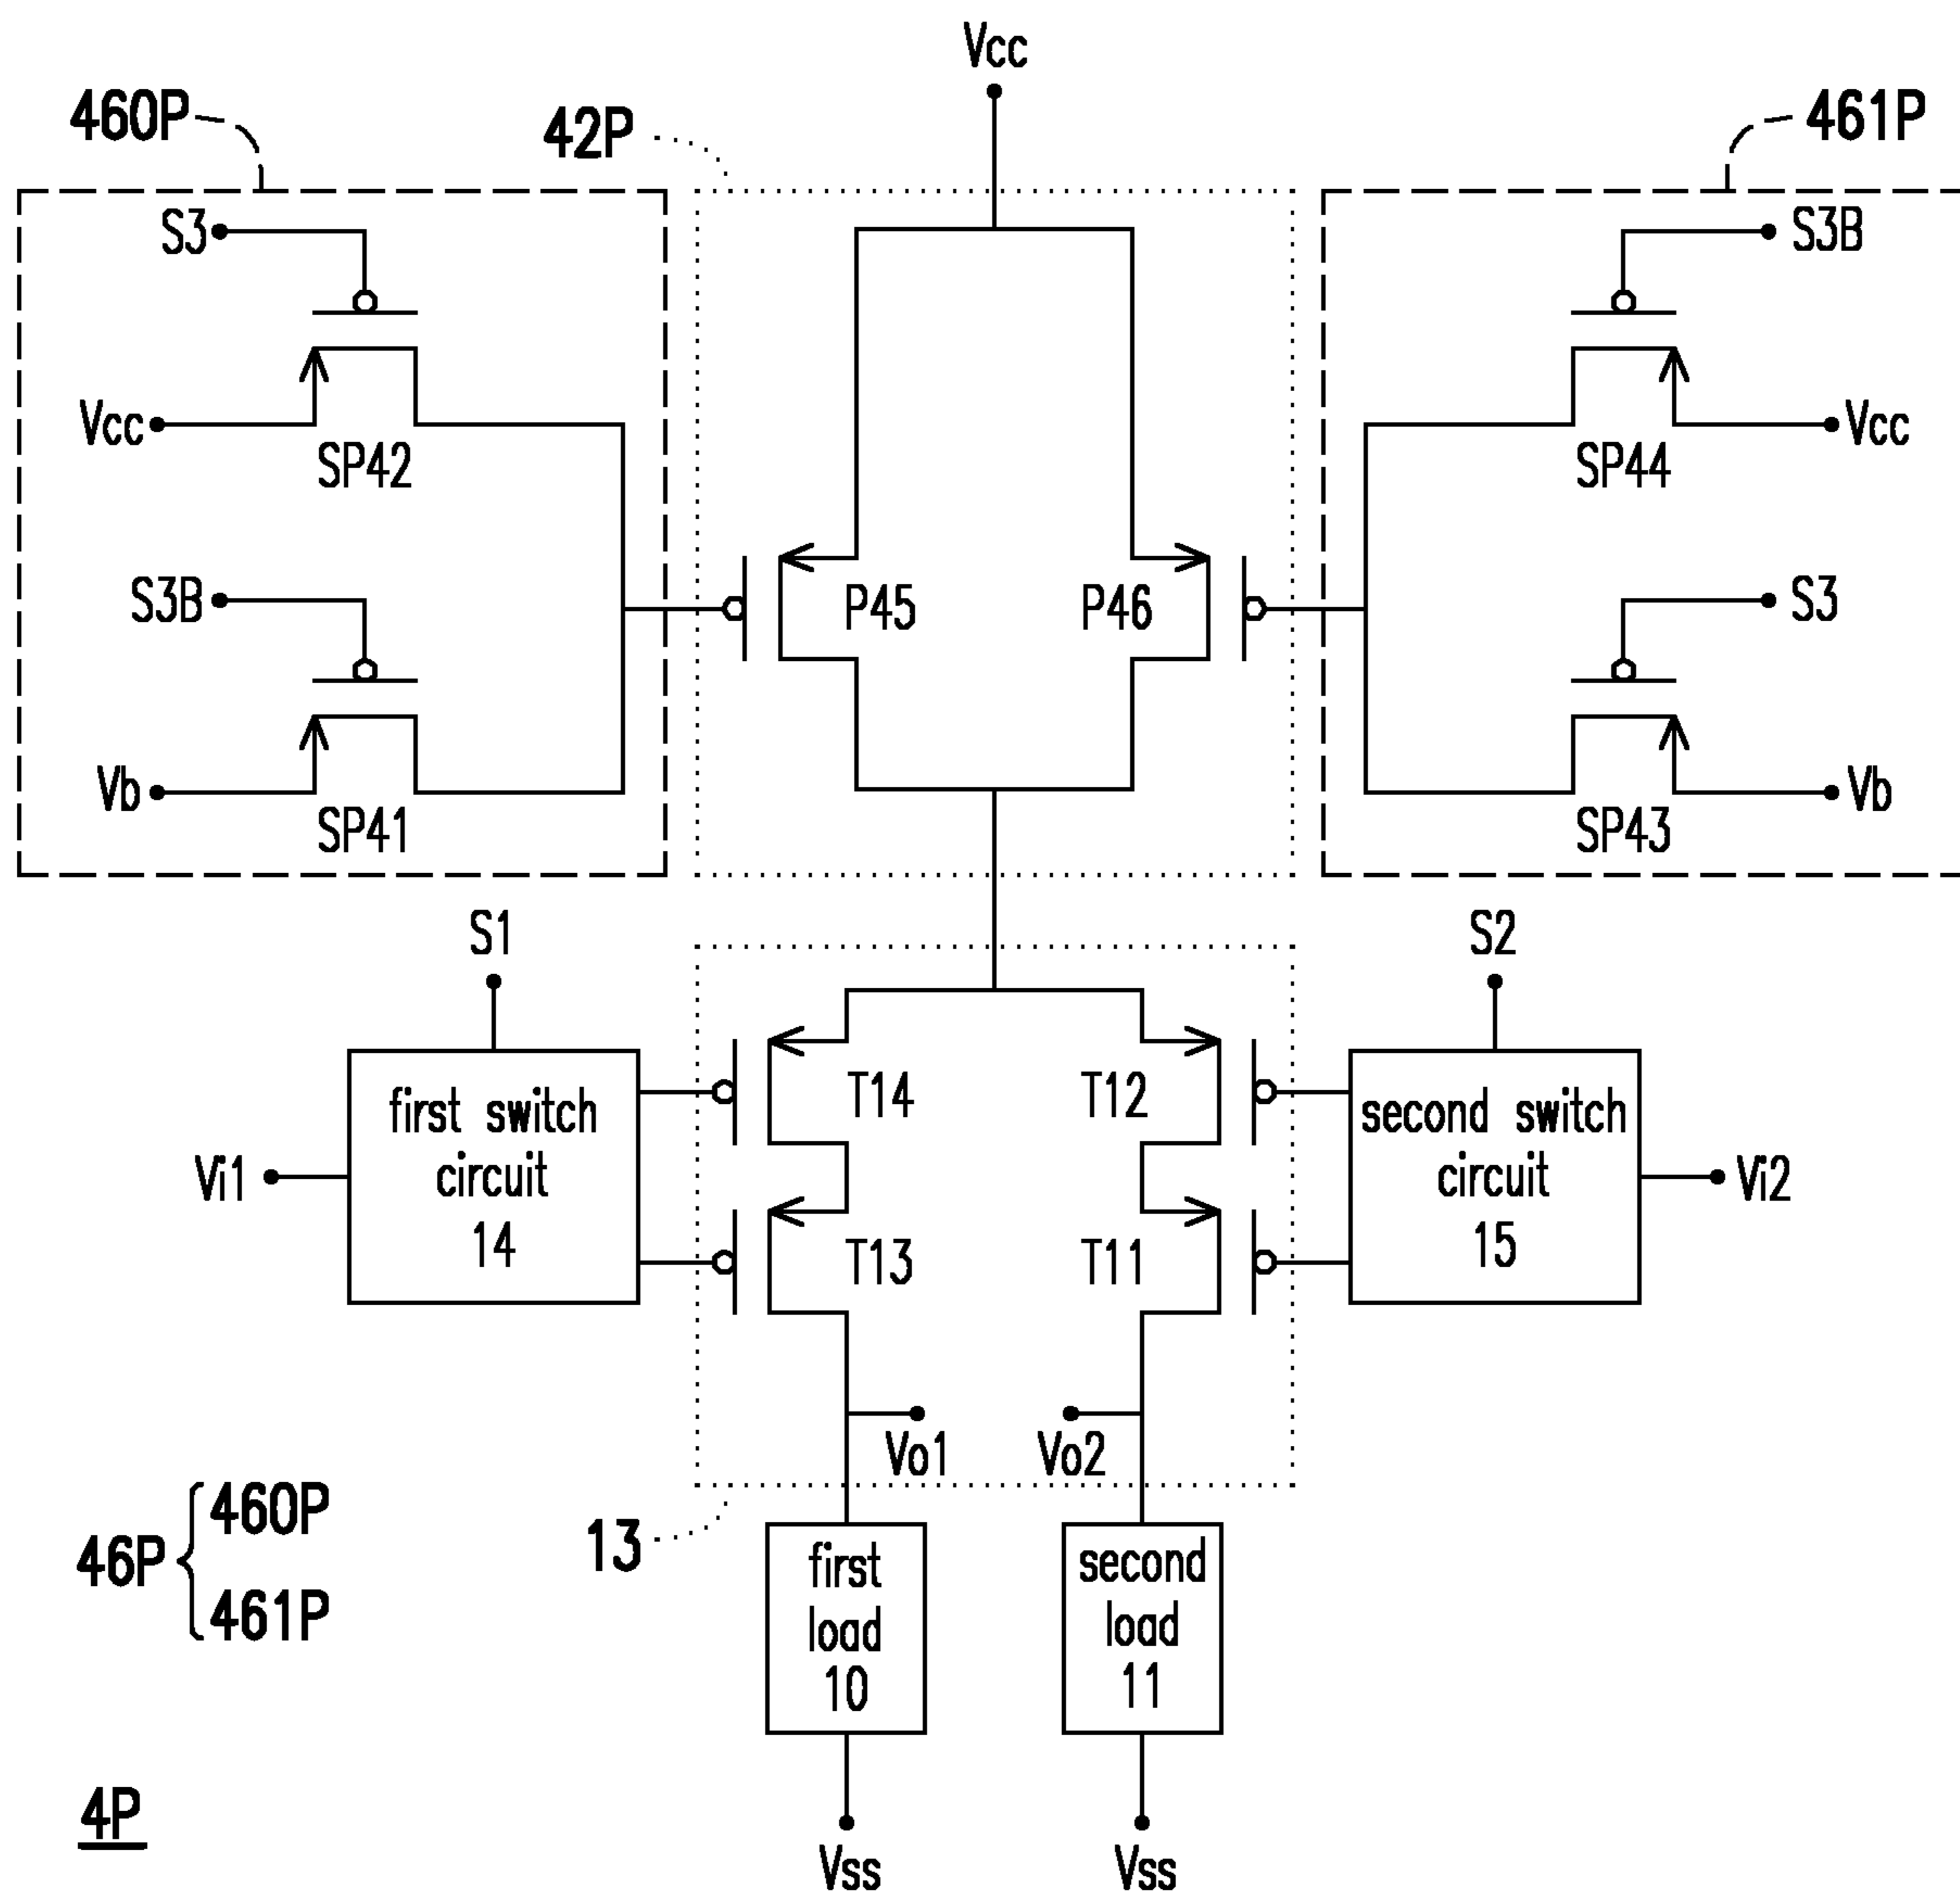 Vcc
460P
42P
461P
S3
S3B
Vcc
SP42
SP44
Vcc
S3B
P45
P46
S3
Vb
SP41
SP43
Vb
S1
S2
first switch
circuit
14
T14
T12
second switch
circuit
15
Vi1
Vi2
T13
T11
Vo1
Vo2
46P
460P
461P
13
first
load
10
second
load
11
4P
Vss
Vss